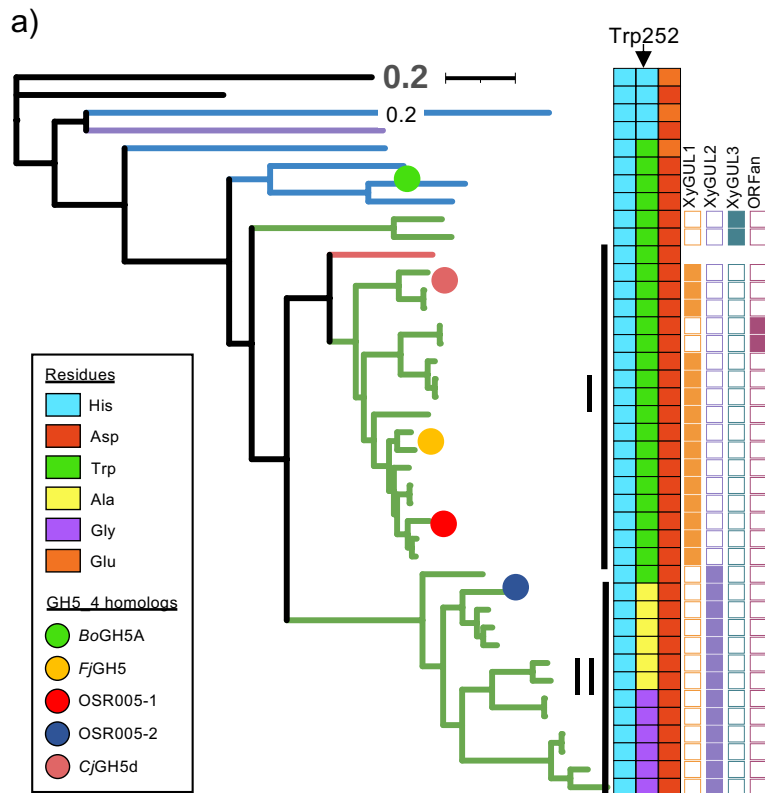 a)
Trp252
0.2
0.2
XyGUL1
XyGUL2
XyGUL3
ORFan
I
II
Residues
His
Asp
Trp
Ala
Gly
Glu
GH5_4 homologs
BoGH5A
FjGH5
OSR005-1
OSR005-2
CjGH5d